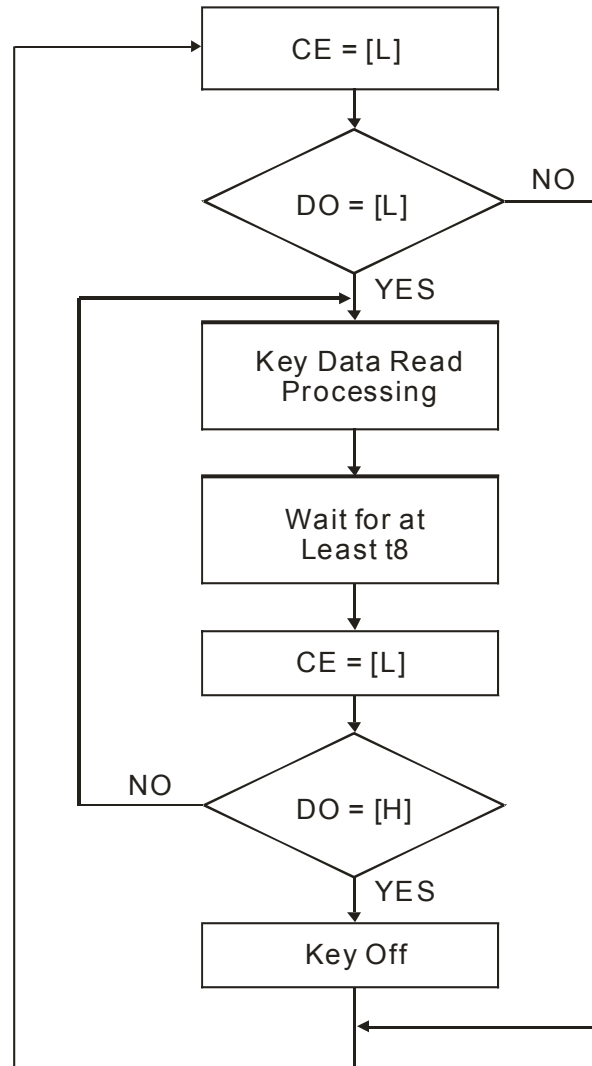 CE = [L]
DO = [L]
NO
YES
Key Data Read
Processing
Wait for at
Least t8
CE = [L]
NO
DO = [H]
YES
Key Off